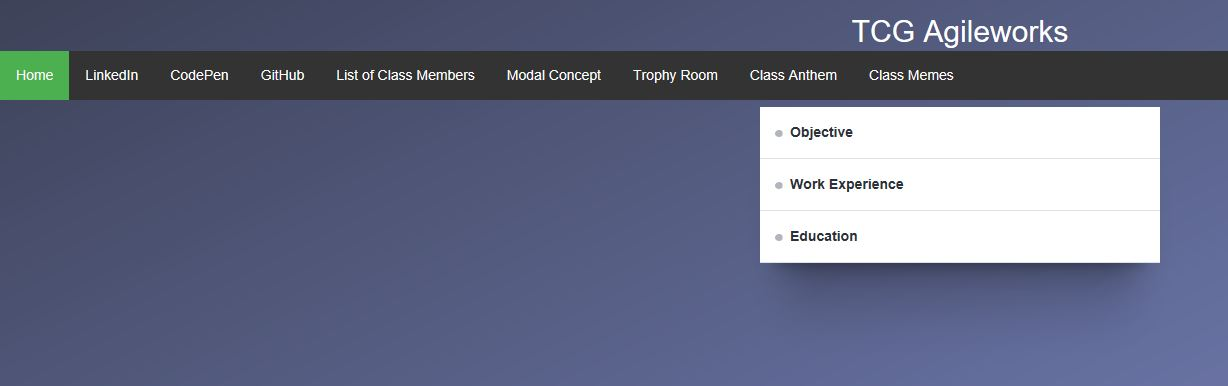 TCG Agileworks
Home LinkedIn CodePen GitHub List of Class Members Modal Concept Trophy Room Class Anthem Class Memes
Objective
Work Experience
Education